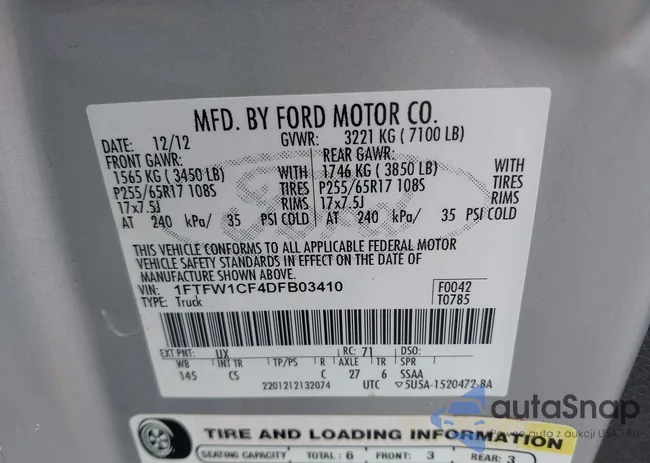 MFD. BY FORD MOTOR CO.
DATE: 12/12 GVWR: 3221 KG ( 7100 LB)
FRONT GAWR: REAR GAWR:
1565 KG ( 3450 LB) WITH 1746 KG ( 3850 LB) WITH
P255/65R17 108S TIRES P255/65R17 108S TIRES
17x7.5J RIMS 17x7.5J RIMS
AT 240 kPa/ 35 PSI COLD AT 240 kPa/ 35 PSI COLD
Ford
THIS VEHICLE CONFORMS TO ALL APPLICABLE FEDERAL MOTOR
VEHICLE SAFETY STANDARDS IN EFFECT ON THE DATE OF
MANUFACTURE SHOWN ABOVE.
VIN: 1FTFW1CF4DFB03410 F0042
TYPE: Truck T0785
EXT PNT: UX RC: 71 DSO:
WB INT TR TP/PS R AXLE TR SPR
145 CS C 27 6 SSAA
2201212132074 UTC ▽5U5A-1520472-BA
TIRE AND LOADING INFORMATION
SEATING CAPACITY TOTAL: 6 FRONT: 3 REAR: 3
autaSnap
Pewne auto z aukcji USA